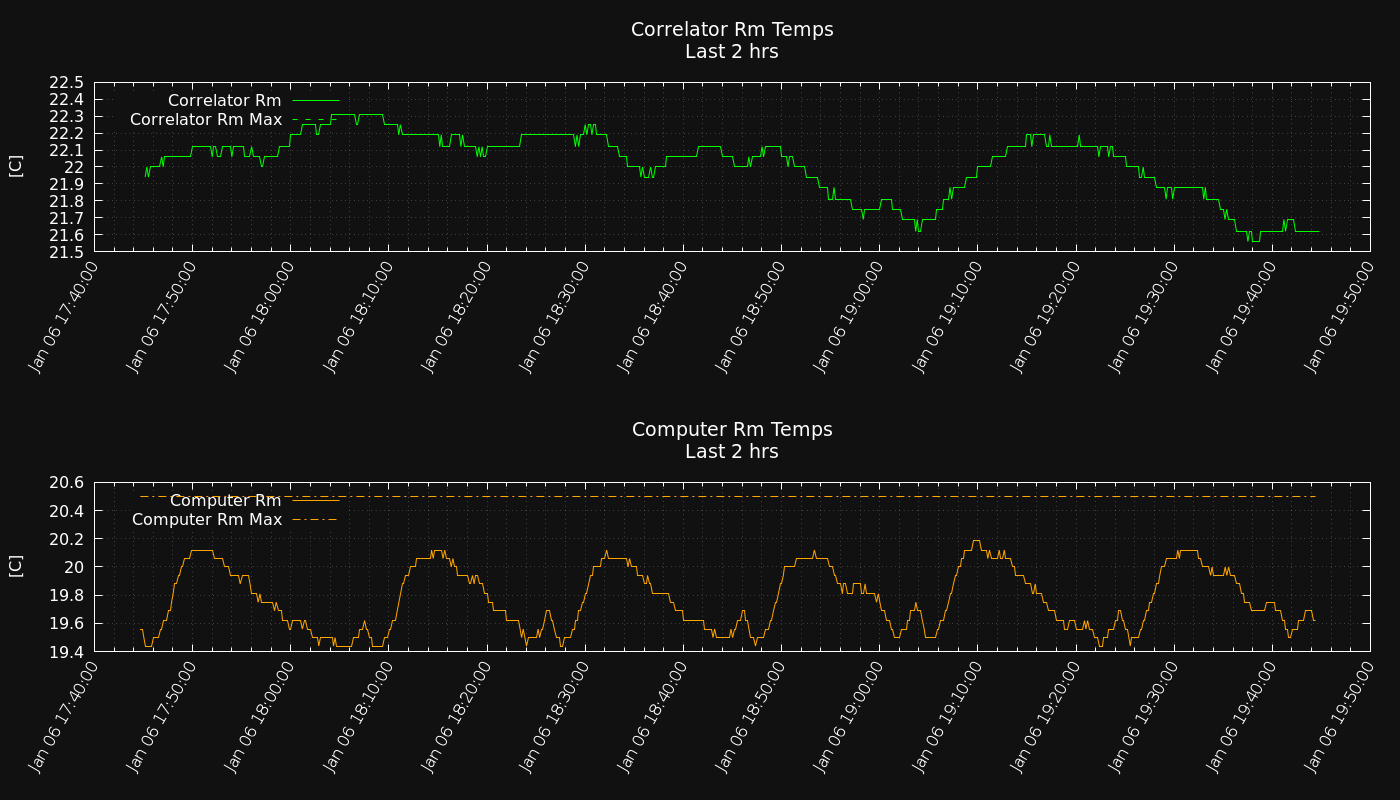 Correlator Rm Temps
Last 2 hrs
[C]
22.5
22.4
22.3
22.2
22.1
22
21.9
21.8
21.7
21.6
21.5
Correlator Rm
Correlator Rm Max
Jan 06 17:40:00
Jan 06 17:50:00
Jan 06 18:00:00
Jan 06 18:10:00
Jan 06 18:20:00
Jan 06 18:30:00
Jan 06 18:40:00
Jan 06 18:50:00
Jan 06 19:00:00
Jan 06 19:10:00
Jan 06 19:20:00
Jan 06 19:30:00
Jan 06 19:40:00
Jan 06 19:50:00
Computer Rm Temps
Last 2 hrs
[C]
20.6
20.4
20.2
20
19.8
19.6
19.4
Computer Rm
Computer Rm Max
Jan 06 17:40:00
Jan 06 17:50:00
Jan 06 18:00:00
Jan 06 18:10:00
Jan 06 18:20:00
Jan 06 18:30:00
Jan 06 18:40:00
Jan 06 18:50:00
Jan 06 19:00:00
Jan 06 19:10:00
Jan 06 19:20:00
Jan 06 19:30:00
Jan 06 19:40:00
Jan 06 19:50:00